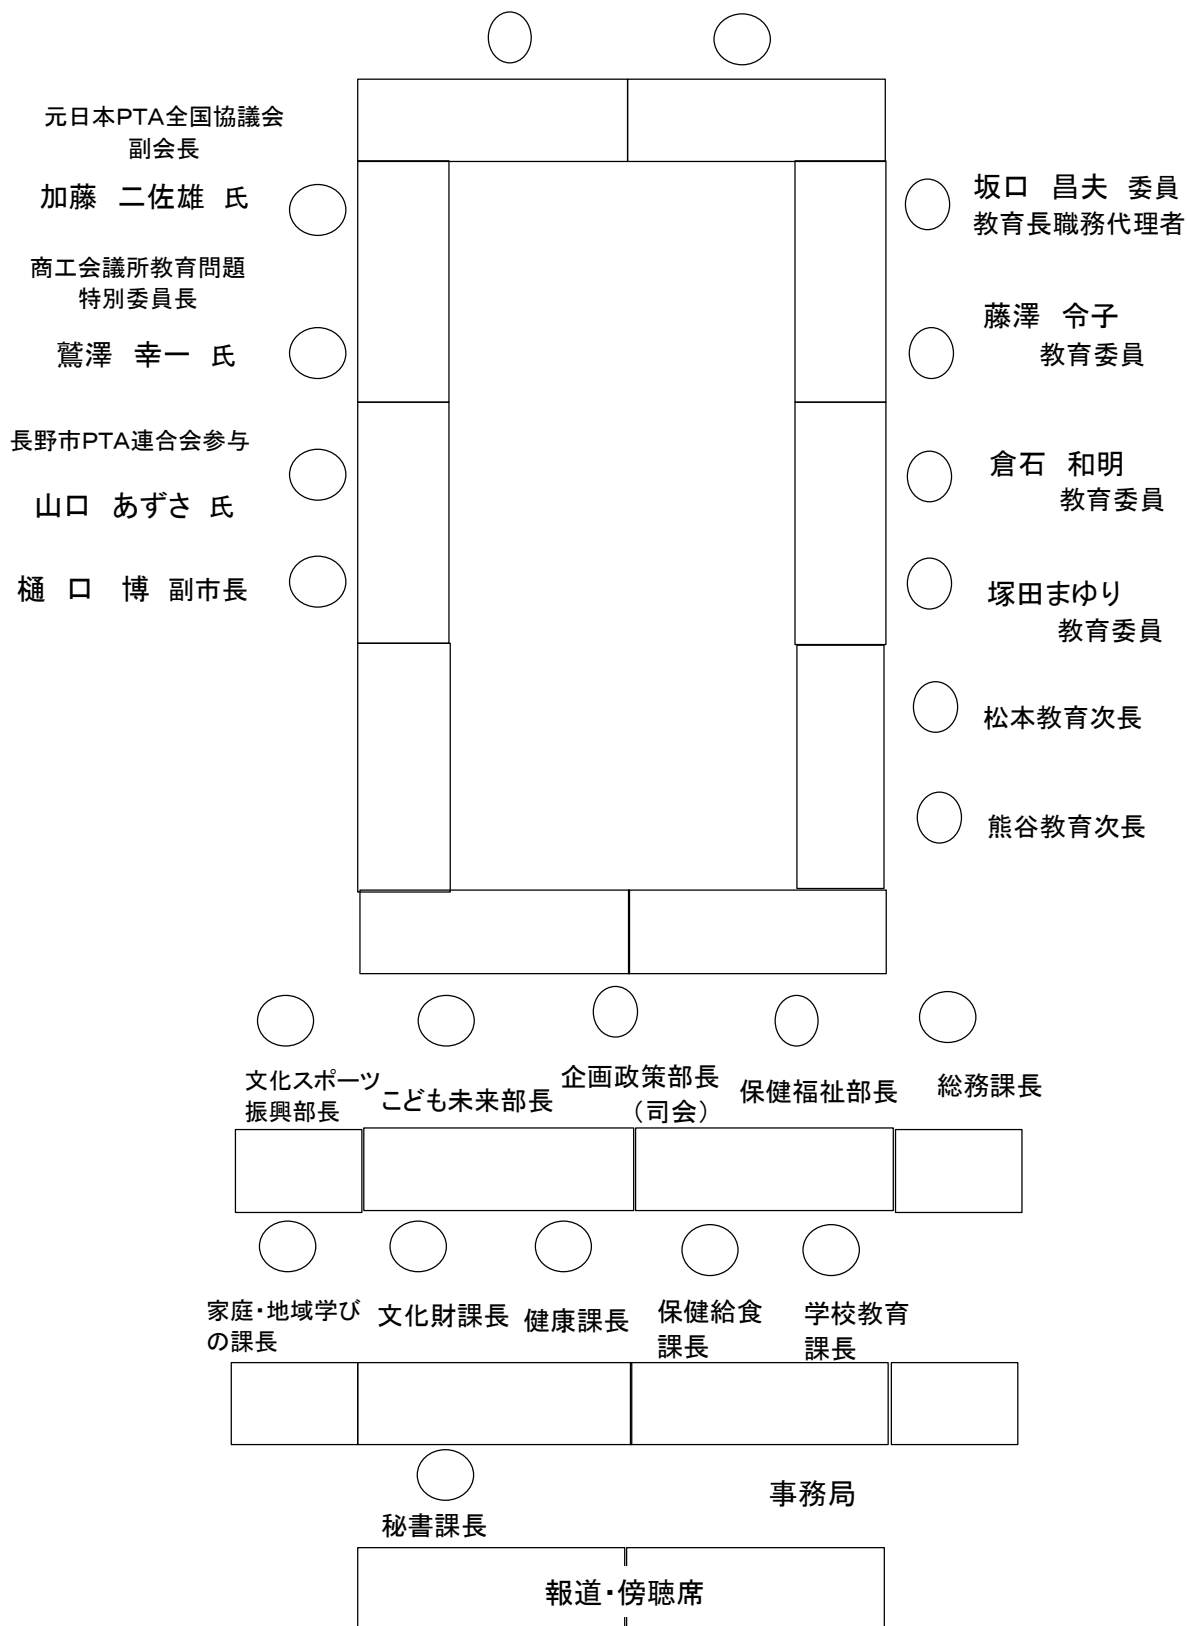 元日本PTA全国協議会
副会長
加藤　二佐雄 氏
商工会議所教育問題
特別委員長
鷲澤　幸一 氏
長野市PTA連合会参与
山口　あずさ 氏
樋　口　博 副市長
坂口　昌夫 委員
教育長職務代理者
藤澤　令子
教育委員
倉石　和明
教育委員
塚田まゆり
教育委員
松本教育次長
熊谷教育次長
文化スポーツ
振興部長
こども未来部長
企画政策部長
（司会）
保健福祉部長
総務課長
家庭・地域学び
の課長
文化財課長
健康課長
保健給食
課長
学校教育
課長
秘書課長
事務局
報道・傍聴席